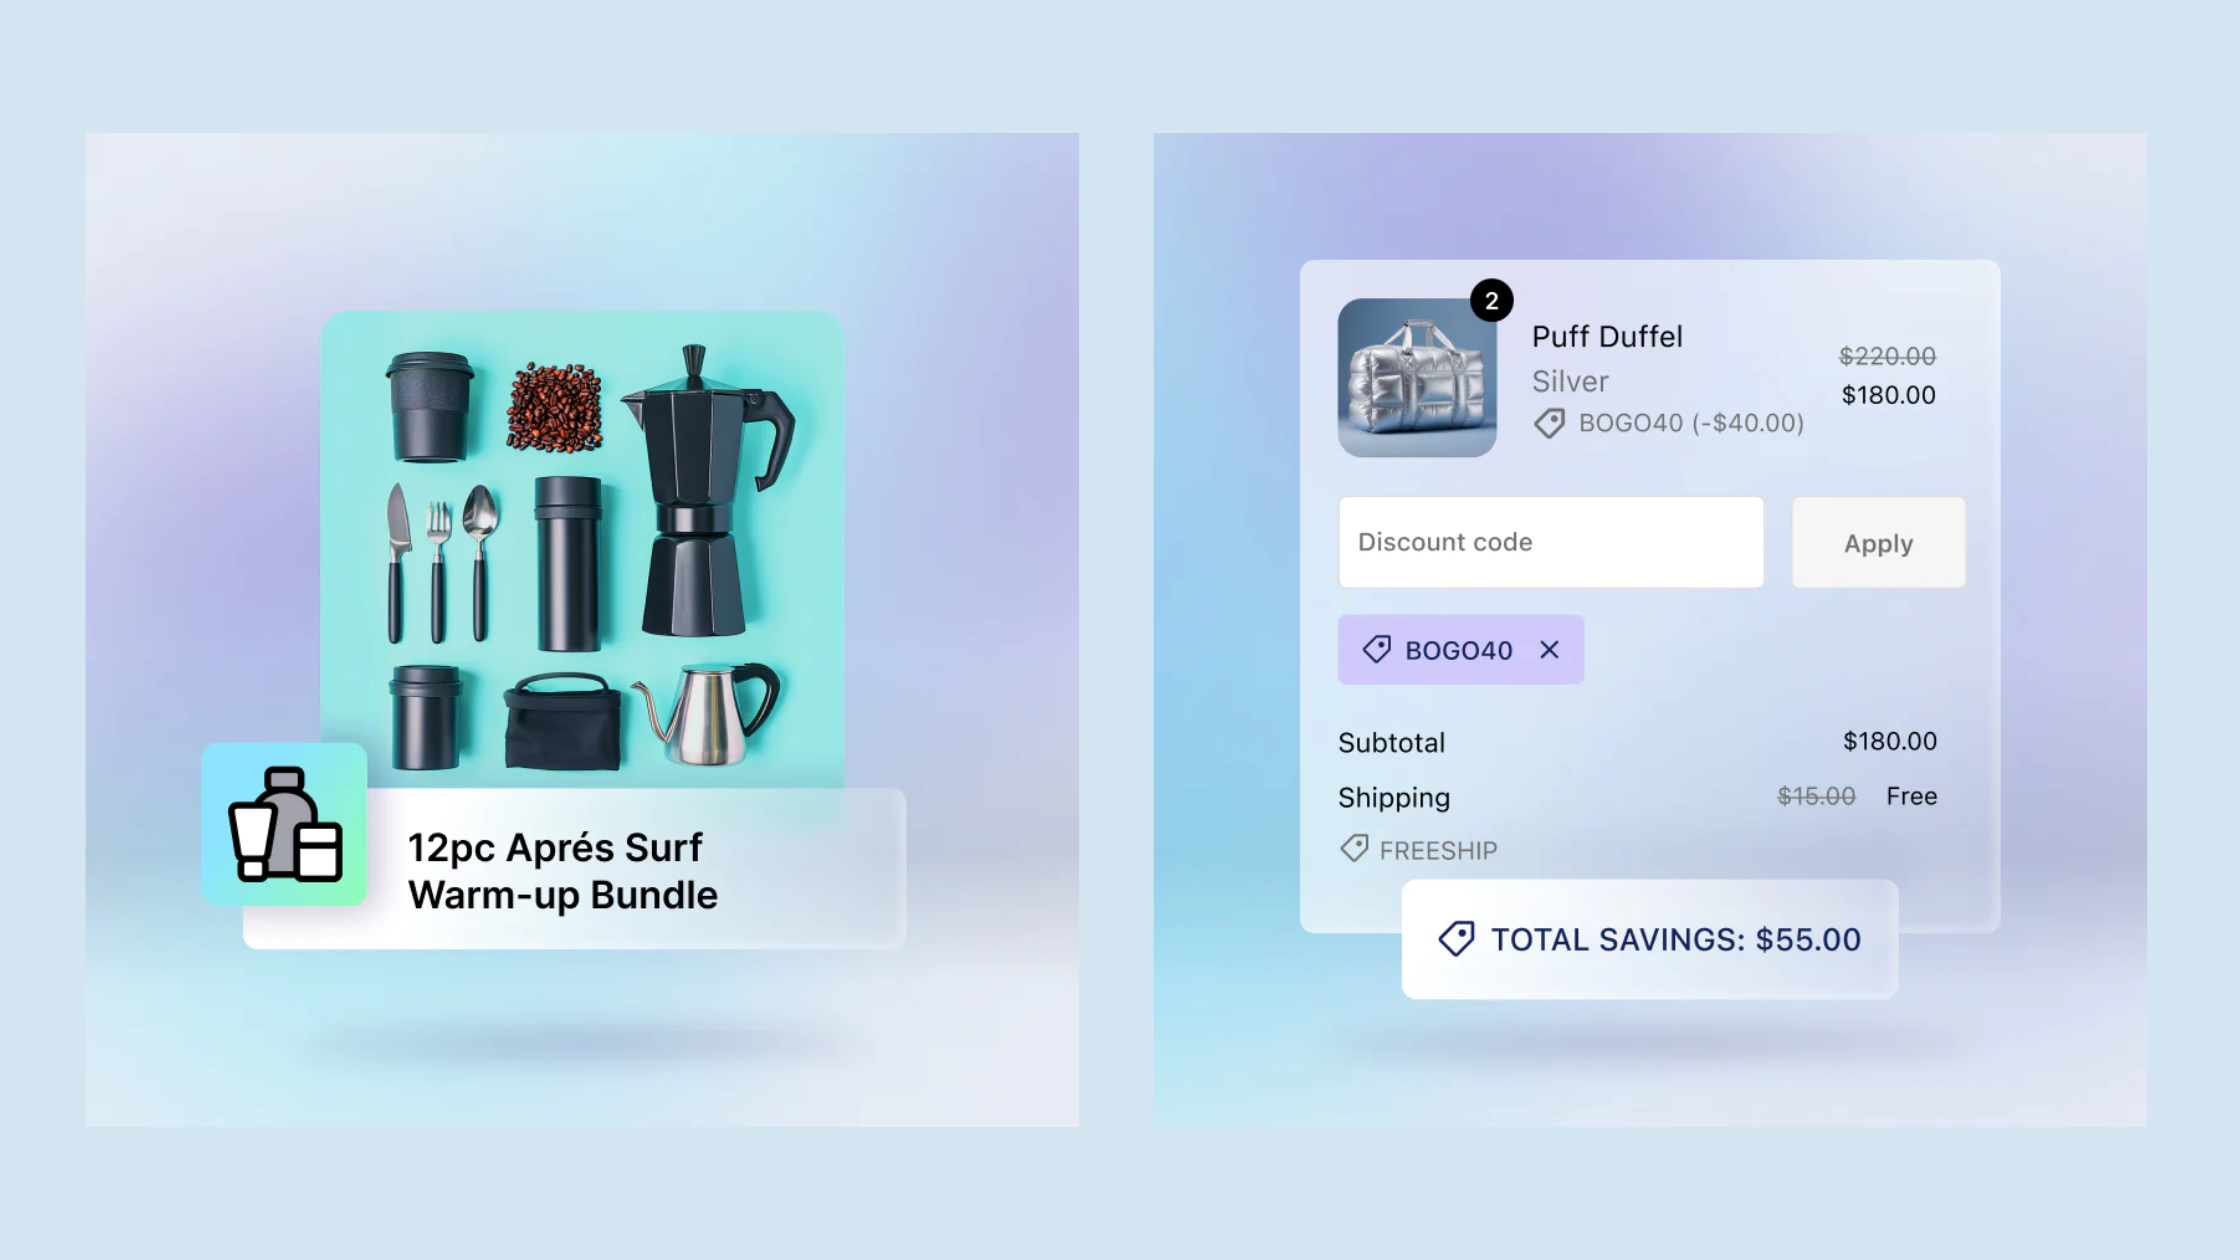 12pc Aprés Surf
Warm-up Bundle
2
Puff Duffel
Silver
BOGO40 (-$40.00)
$220.00
$180.00
Discount code
Apply
BOGO40
Subtotal $180.00
Shipping $15.00 Free
FREESHIP
TOTAL SAVINGS: $55.00